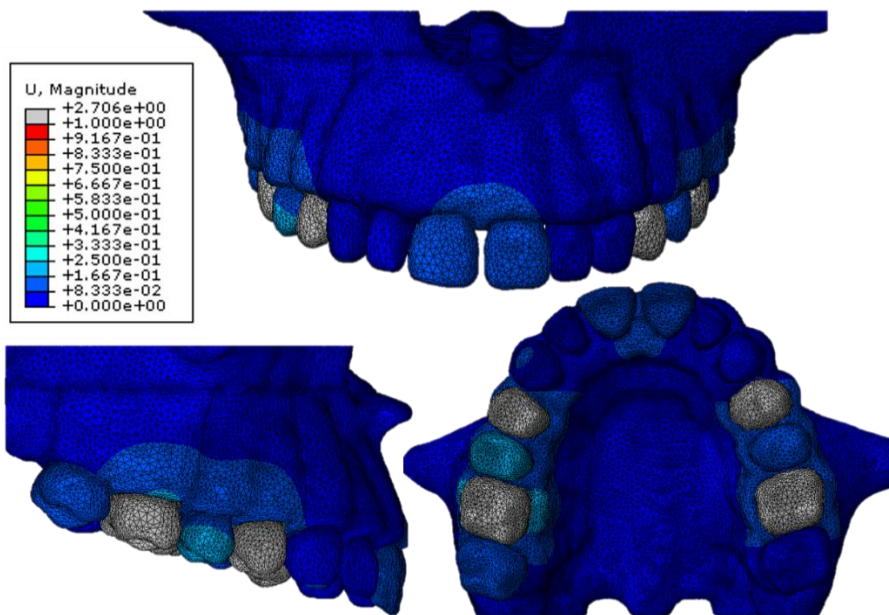 U, Magnitude
+2.706e+00
+1.000e+00
+9.167e-01
+8.333e-01
+7.500e-01
+6.667e-01
+5.833e-01
+5.000e-01
+4.167e-01
+3.333e-01
+2.500e-01
+1.667e-01
+8.333e-02
+0.000e+00